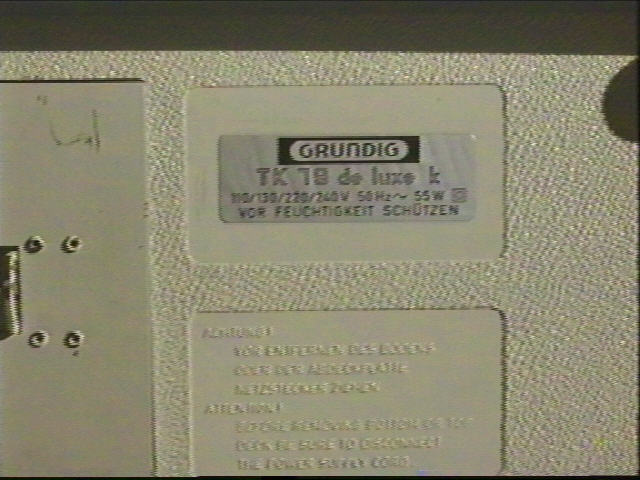 GRUNDIG
TK 18 de luxe k
110/130/220/240V 50Hz~ 55W
VOR FEUCHTIGKEIT SCHÜTZEN
ACHTUNG!
VOR ENTFERNEN DES BODENS
ODER DER ABDECKPLATTE
NETZSTECKER ZIEHEN
ATTENTION!
BEFORE REMOVING BOTTOM OR TOP
DECK BE SURE TO DISCONNECT
THE POWER SUPPLY CORD.